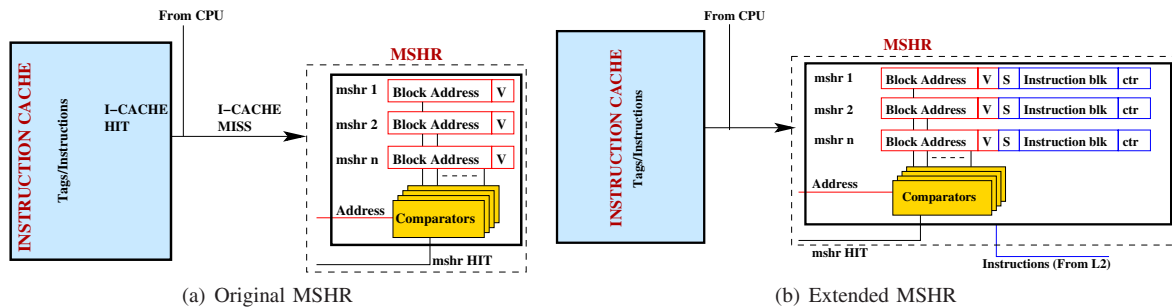 From CPU
INSTRUCTION CACHE
Tags/Instructions
I-CACHE
HIT
I-CACHE
MISS
MSHR
mshr 1 Block Address V
mshr 2 Block Address V
mshr n Block Address V
Address
Comparators
mshr HIT
(a) Original MSHR
From CPU
INSTRUCTION CACHE
Tags/Instructions
MSHR
mshr 1 Block Address V S Instruction blk ctr
mshr 2 Block Address V S Instruction blk ctr
mshr n Block Address V S Instruction blk ctr
Address
Comparators
mshr HIT
Instructions (From L2)
(b) Extended MSHR